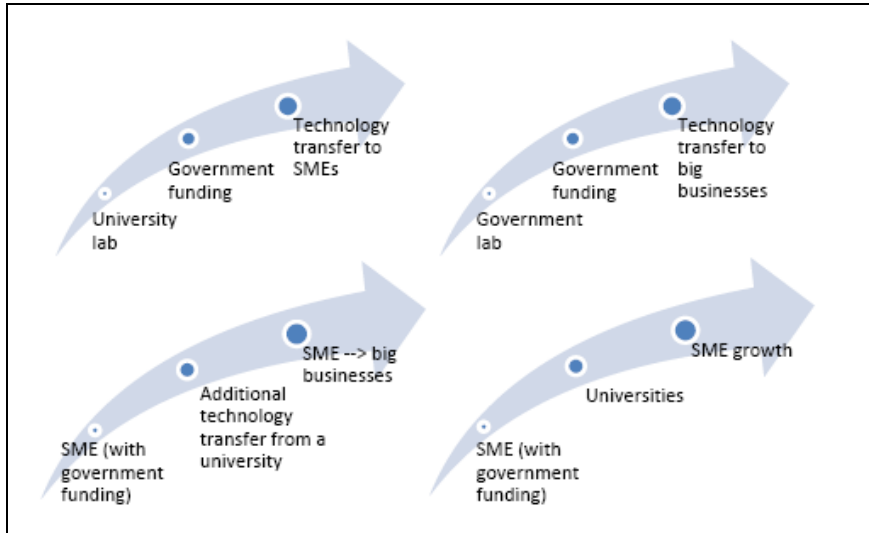 University
lab
Government
funding
Technology
transfer to
SMEs
Government
lab
Government
funding
Technology
transfer to
big
businesses
SME (with
government
funding)
Additional
technology
transfer from a
university
SME --> big
businesses
SME (with
government
funding)
Universities
SME growth